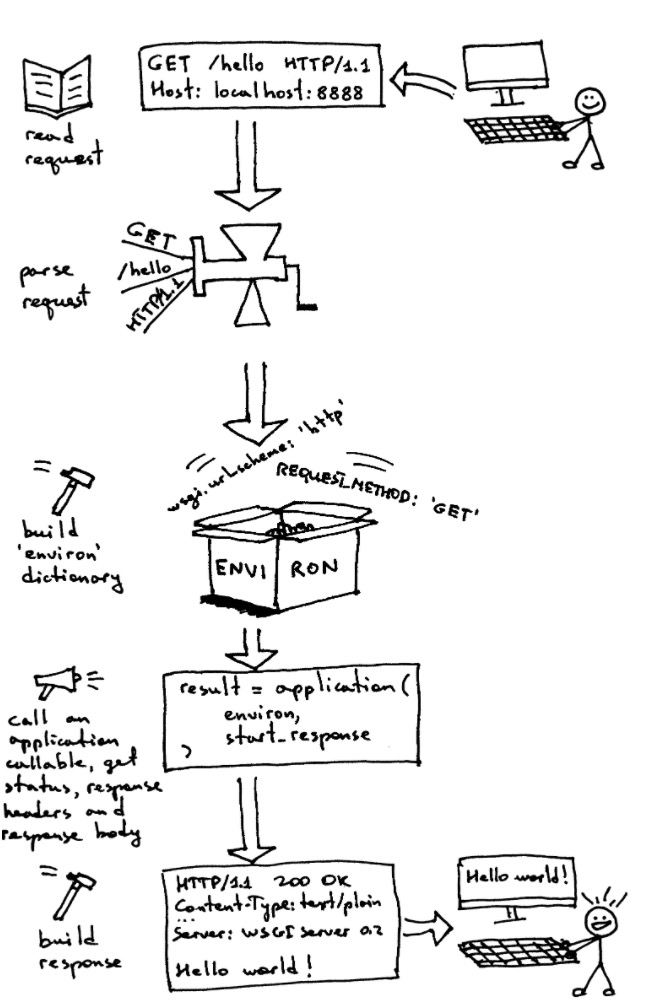 GET /hello HTTP/1.1
Host: localhost:8888
read
request
GET
/hello
HTTP/1.1
parse
request
wsgi.url_scheme: 'http'
REQUEST_METHOD: 'GET'
build
'environ'
dictionary
ENVI RON
result = application(
environ,
start_response
)
call an
application
callable, get
status, response
headers and
response body
HTTP/1.1 200 OK
Content-Type: text/plain
...
Server: WSGI Server 0.2
Hello world!
build
response
Hello world!